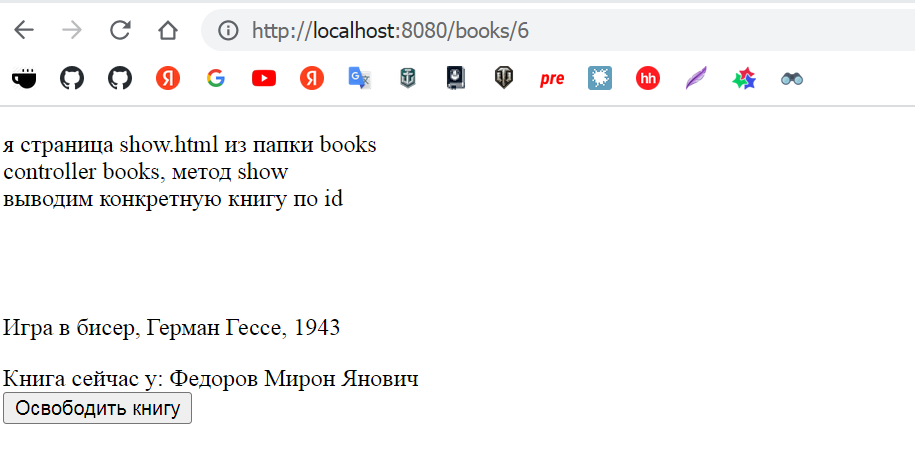 http://localhost:8080/books/6
Я G Я pre hh
я страница show.html из папки books
controller books, метод show
выводим конкретную книгу по id
Игра в бисер, Герман Гессе, 1943
Книга сейчас у: Федоров Мирон Янович
Освободить книгу